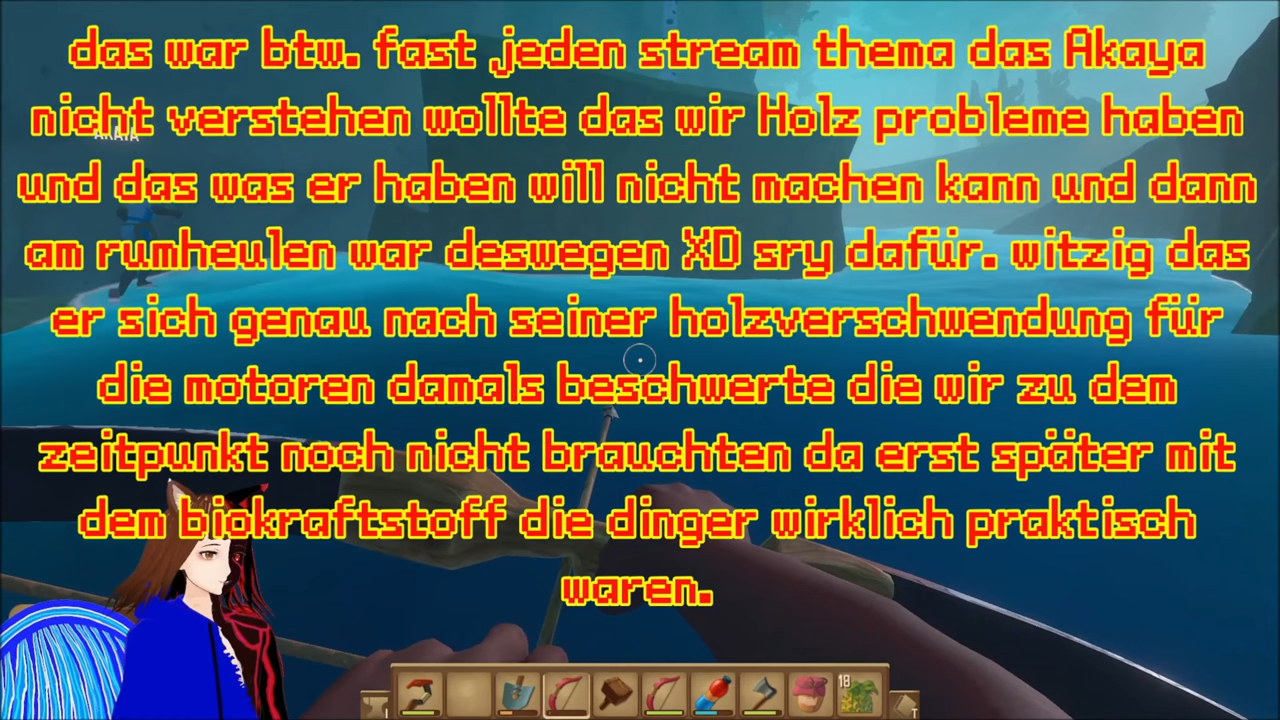 das war btw. fast jeden stream thema das Akaya
nicht verstehen wollte das wir Holz probleme haben
und das was er haben will nicht machen kann und dann
am rumheulen war deswegen XD sry dafür. witzig das
er sich genau nach seiner holzverschwendung für
die motoren damals beschwerte die wir zu dem
zeitpunkt noch nicht brauchten da erst später mit
dem biokraftstoff die dinger wirklich praktisch
waren.
AKAYA
18